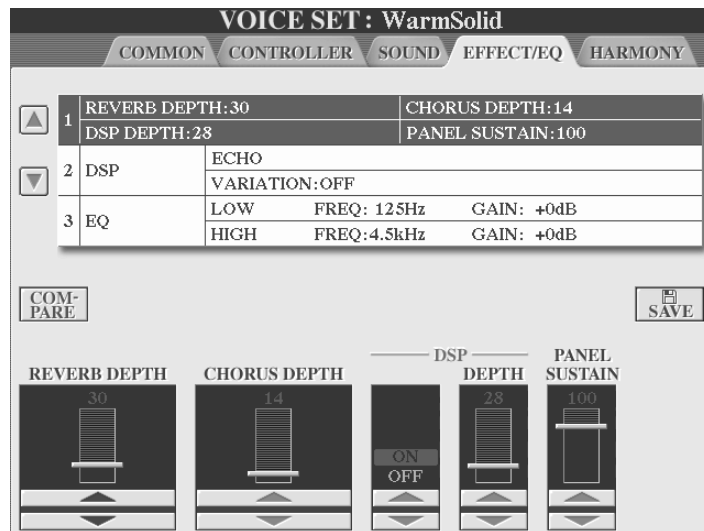 VOICE SET : WarmSolid
COMMON CONTROLLER SOUND EFFECT/EQ HARMONY
1 REVERB DEPTH:30 CHORUS DEPTH:14
DSP DEPTH:28 PANEL SUSTAIN:100
2 DSP ECHO
VARIATION:OFF
3 EQ LOW FREQ: 125Hz GAIN: +0dB
HIGH FREQ:4.5kHz GAIN: +0dB
COM-
PARE
SAVE
DSP PANEL
REVERB DEPTH CHORUS DEPTH DEPTH SUSTAIN
30 14 28 100
ON
OFF